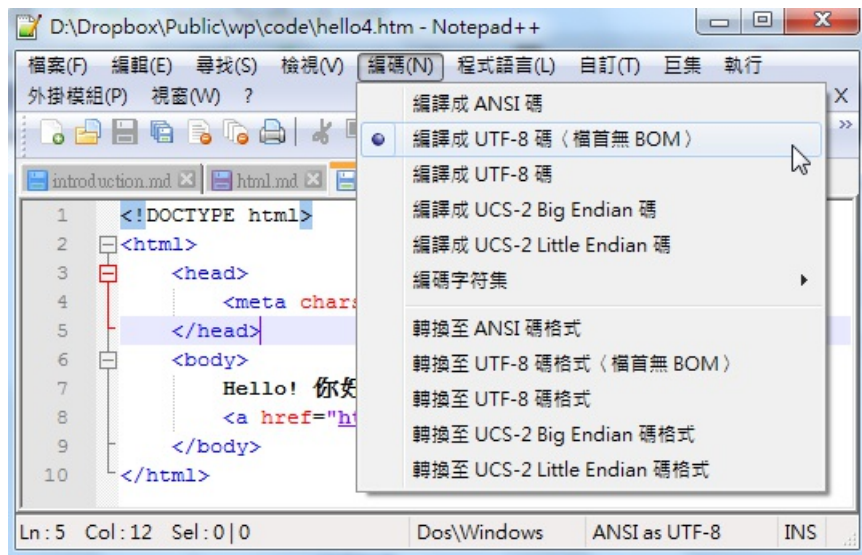 D:\Dropbox\Public\wp\code\hello4.htm - Notepad++
檔案(F) 編輯(E) 尋找(S) 檢視(V) 編碼(N) 程式語言(L) 自訂(T) 巨集 執行
外掛模組(P) 視窗(W) ? X
introduction.md html.md
1 <!DOCTYPE html>
2 <html>
3 <head>
4 <meta chars
5 </head>
6 <body>
7 Hello! 你好
8 <a href="ht
9 </body>
10 </html>
編譯成 ANSI 碼
編譯成 UTF-8 碼（檔首無 BOM）
編譯成 UTF-8 碼
編譯成 UCS-2 Big Endian 碼
編譯成 UCS-2 Little Endian 碼
編碼字符集
轉換至 ANSI 碼格式
轉換至 UTF-8 碼格式（檔首無 BOM）
轉換至 UTF-8 碼格式
轉換至 UCS-2 Big Endian 碼格式
轉換至 UCS-2 Little Endian 碼格式
Ln : 5 Col : 12 Sel : 0 | 0 Dos\Windows ANSI as UTF-8 INS